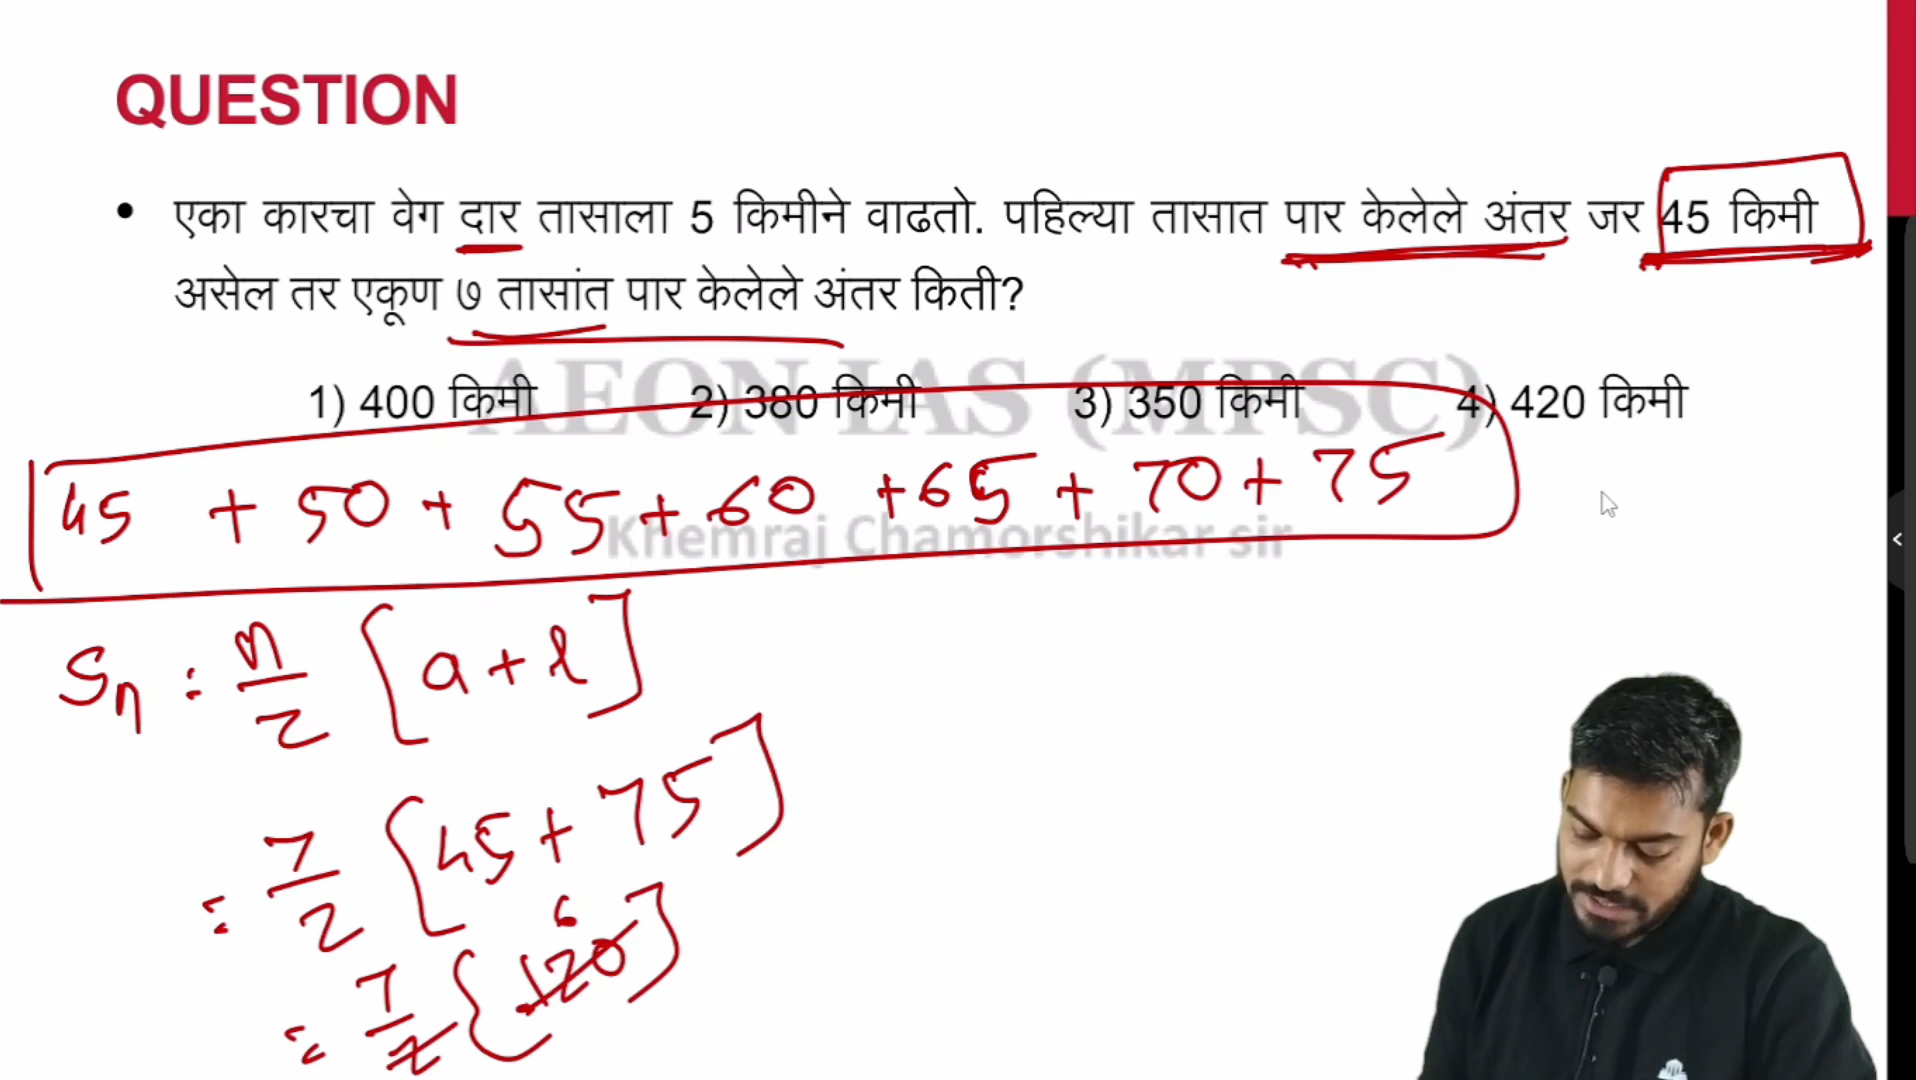 QUESTION
• एका कारचा वेग दार तासाला 5 किमीने वाढतो. पहिल्या तासात पार केलेले अंतर जर 45 किमी
असेल तर एकूण ७ तासांत पार केलेले अंतर किती?
AEON IAS (MPSC)
1) 400 किमी 2) 380 किमी 3) 350 किमी 4) 420 किमी
45 + 50 + 55 + 60 + 65 + 70 + 75
Khemraj Chamorshikar sir
Sn = n/2 [a + l]
= 7/2 [45 + 75]
6
= 7/2 [120]
<